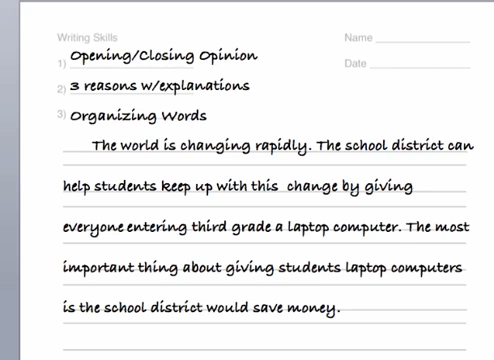 Writing Skills
Name
1) Opening/Closing Opinion
Date
2) 3 reasons w/explanations
3) Organizing Words
The world is changing rapidly. The school district can
help students keep up with this change by giving
everyone entering third grade a laptop computer. The most
important thing about giving students laptop computers
is the school district would save money.